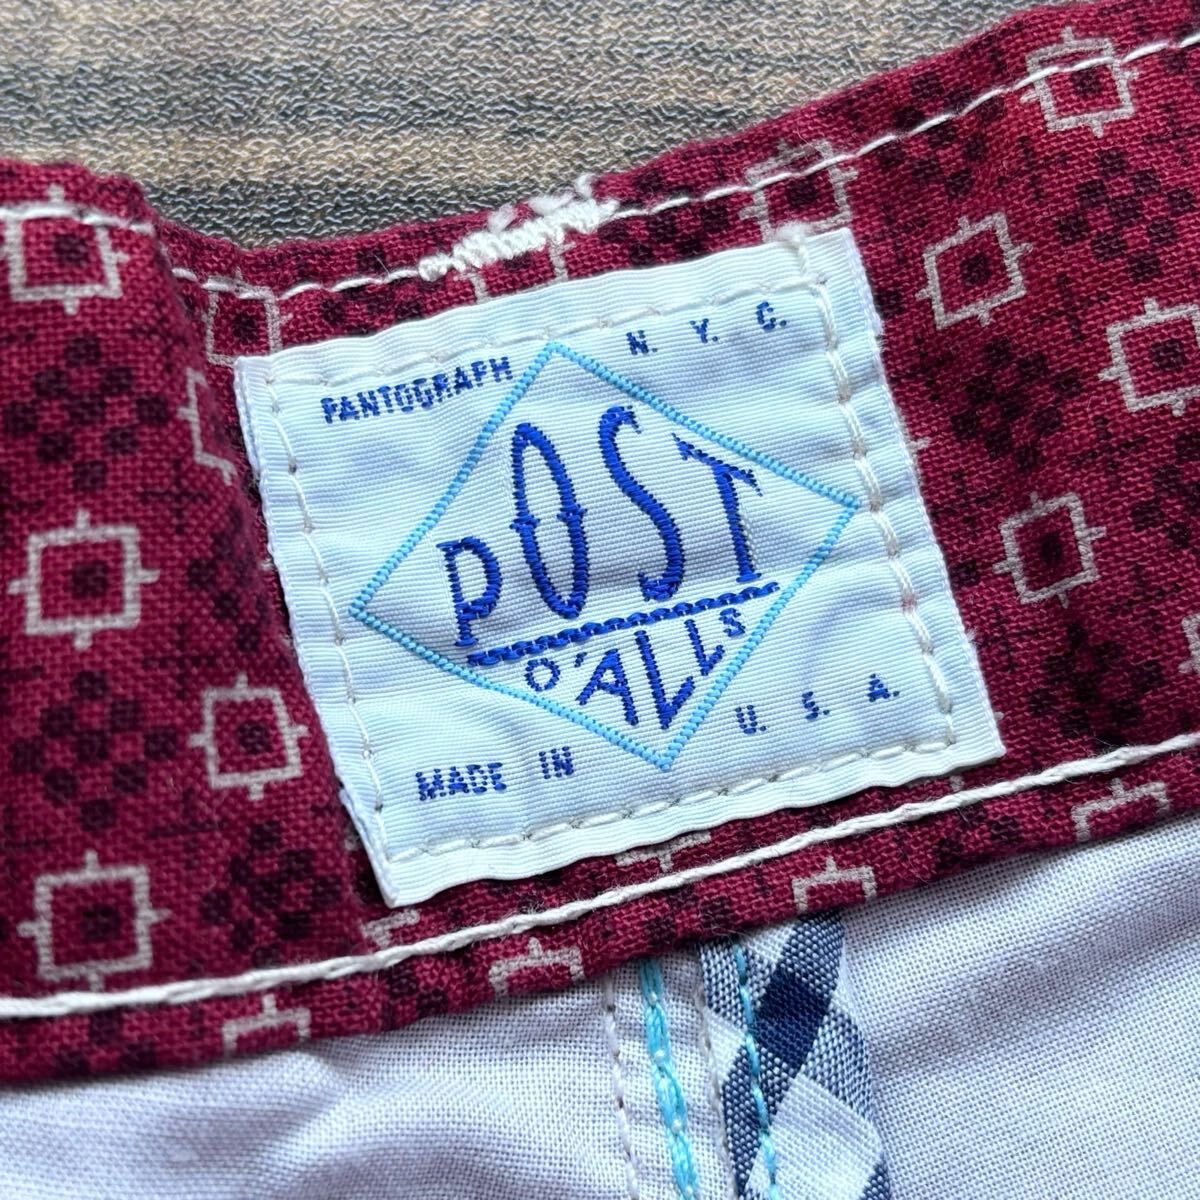 PANTOGRAPH N. Y. C.
POST
O'ALLS
MADE IN U. S. A.